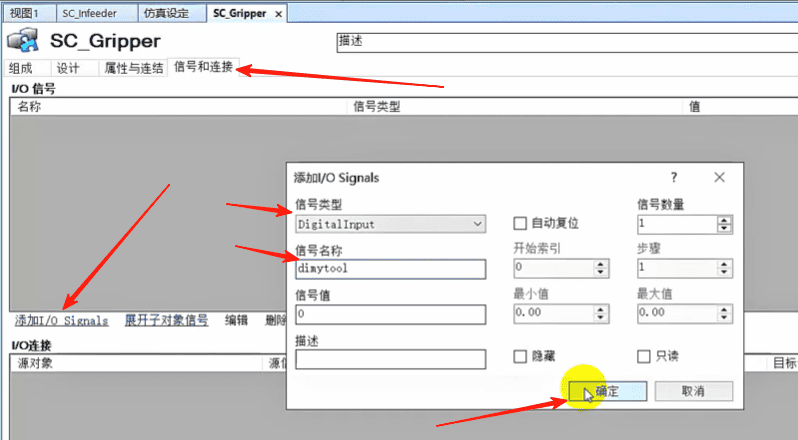 视图1 SC_Infeeder 仿真设定 SC_Gripper ×
SC_Gripper 描述
组成 设计 属性与连结 信号和连接
I/O 信号
名称 信号类型 值
添加I/O Signals ? ×
信号类型 信号数量
DigitalInput 自动复位 1
信号名称 开始索引 步骤
dimytool 0 1
信号值 最小值 最大值
0 0.00 0.00
添加I/O Signals 展开子对象信号 编辑 删除
描述
I/O连接
隐藏 只读
源对象 目标
确定 取消